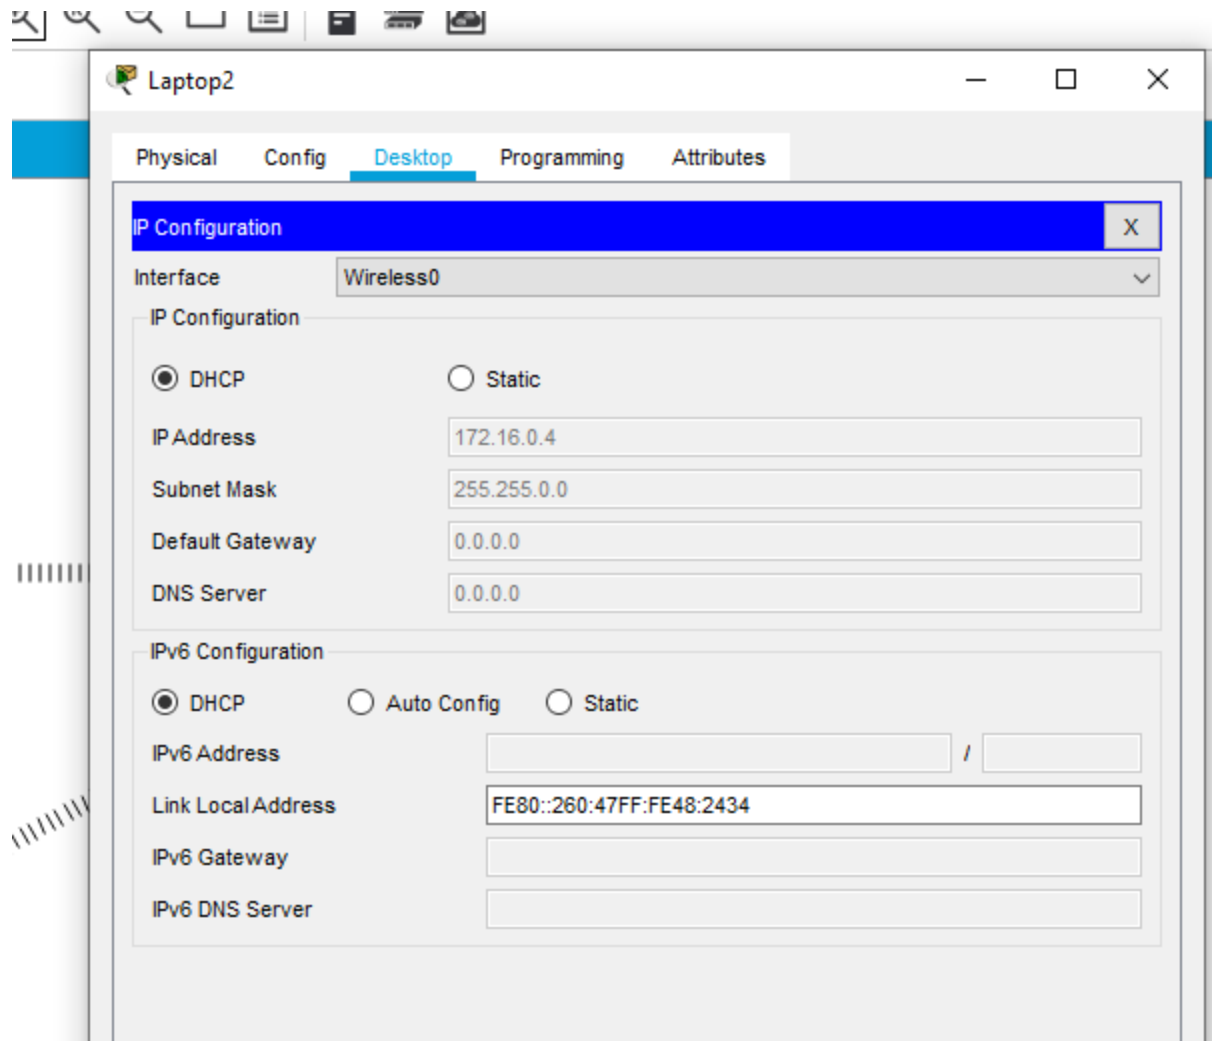 Laptop2
Physical Config Desktop Programming Attributes
IP Configuration X
Interface Wireless0
IP Configuration
DHCP Static
IP Address 172.16.0.4
Subnet Mask 255.255.0.0
Default Gateway 0.0.0.0
DNS Server 0.0.0.0
IPv6 Configuration
DHCP Auto Config Static
IPv6 Address /
Link Local Address FE80::260:47FF:FE48:2434
IPv6 Gateway
IPv6 DNS Server